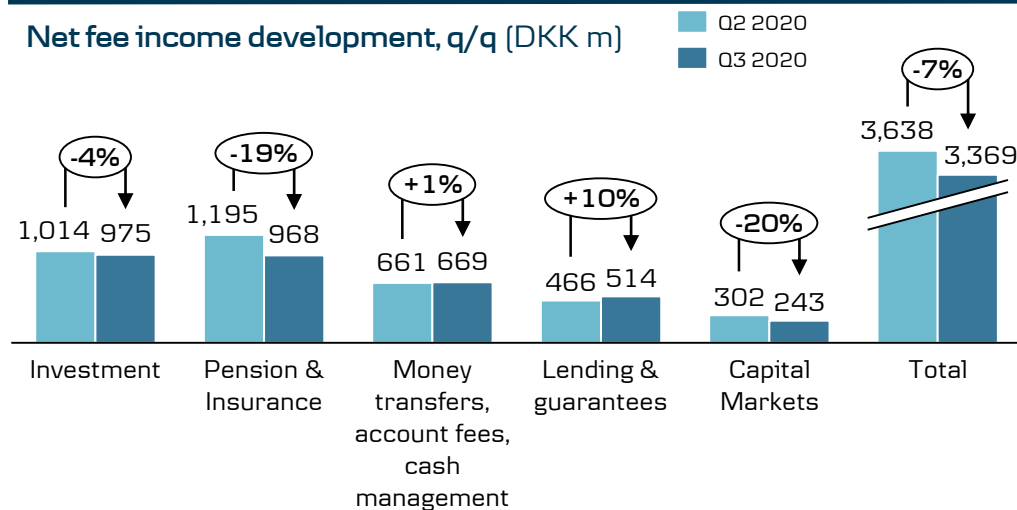 Net fee income development, q/q (DKK m)
Q2 2020
Q3 2020
-4%
1,014 975
Investment
-19%
1,195 968
Pension &
Insurance
+1%
661 669
Money
transfers,
account fees,
cash
management
+10%
466 514
Lending &
guarantees
-20%
302 243
Capital
Markets
-7%
3,638
3,369
Total